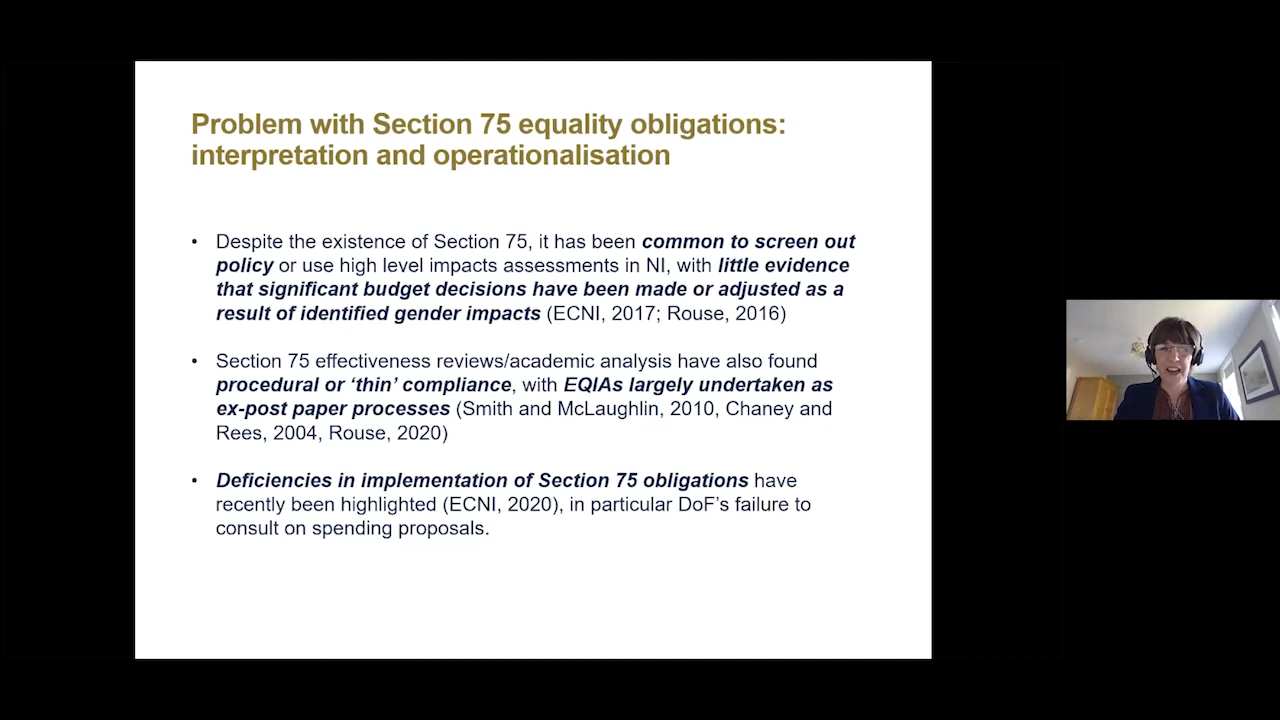 Problem with Section 75 equality obligations:
interpretation and operationalisation
• Despite the existence of Section 75, it has been common to screen out
policy or use high level impacts assessments in NI, with little evidence
that significant budget decisions have been made or adjusted as a
result of identified gender impacts (ECNI, 2017; Rouse, 2016)
• Section 75 effectiveness reviews/academic analysis have also found
procedural or ‘thin’ compliance, with EQIAs largely undertaken as
ex-post paper processes (Smith and McLaughlin, 2010, Chaney and
Rees, 2004, Rouse, 2020)
• Deficiencies in implementation of Section 75 obligations have
recently been highlighted (ECNI, 2020), in particular DoF’s failure to
consult on spending proposals.